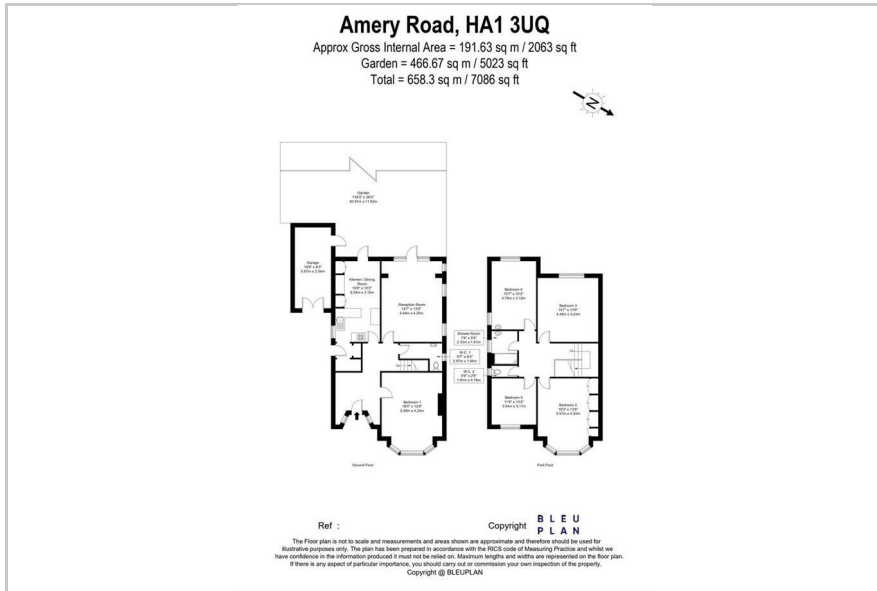 Amery Road, HA1 3UQ
Approx Gross Internal Area = 191.63 sq m / 2063 sq ft
Garden = 466.67 sq m / 5023 sq ft
Total = 658.3 sq m / 7086 sq ft
N
Garden
Garage
Kitchen / Dining
Room
Reception Room
14'7" x 13'9"
Bedroom 1
Ground Floor
Shower Room
W.C. 1
W.C. 2
Bedroom 4
Bedroom 3
Bedroom 5
Bedroom 2
First Floor
Ref :
Copyright
BLEU
PLAN
The Floor plan is not to scale and measurements and areas shown are approximate and therefore should be used for
illustrative purposes only. The plan has been prepared in accordance with the RICS code of Measuring Practice and whilst we
have confidence in the information produced it must not be relied on. Maximum lengths and widths are represented on the floor plan.
If there is any aspect of particular importance, you should carry out or commission your own inspection of the property.
Copyright @ BLEUPLAN